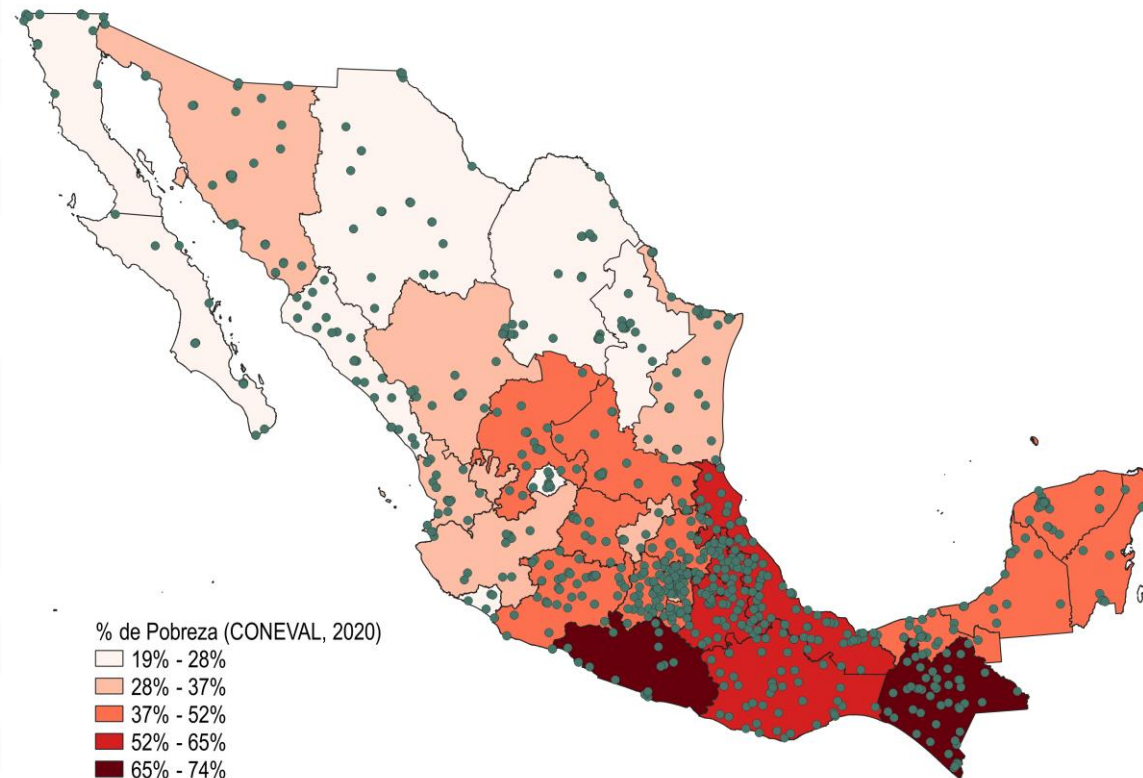 % de Pobreza (CONEVAL, 2020)
19% - 28%
28% - 37%
37% - 52%
52% - 65%
65% - 74%